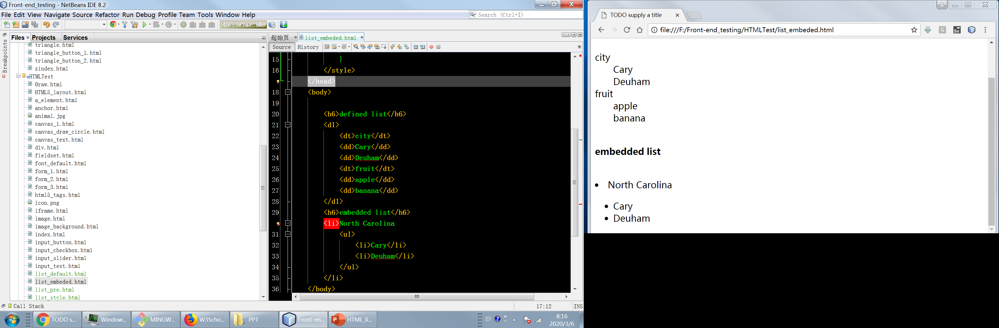 Front-end_testing - NetBeans IDE 8.2
File Edit View Navigate Source Refactor Run Debug Profile Team Tools Window Help
Search (Ctrl+I)
437.7/717.5MB
Breakpoints
Files Projects Services
triangle.html
triangle_button_1.html
triangle_button_2.html
zindex.html
HTMLTest
Oraw.html
HTML5_layout.html
a_element.html
anchor.html
animal.jpg
canvas_1.html
canvas_draw_circle.html
canvas_text.html
div.html
fieldset.html
font_default.html
form_1.html
form_2.html
form_3.html
html5_tags.html
icon.png
iframe.html
image.html
image_background.html
index.html
input_button.html
input_checkbox.html
input_slider.html
input_text.html
list_default.html
list_embeded.html
list_pre.html
list_style.html
起始页 list_embeded.html
Source History
15 }
16 </style>
</head>
18 <body>
19
20 <h6>defined list</h6>
21 <dl>
22 <dt>city</dt>
23 <dd>Cary</dd>
24 <dd>Deuham</dd>
25 <dt>fruit</dt>
26 <dd>apple</dd>
27 <dd>banana</dd>
28 </dl>
29 <h6>embedded list</h6>
<li>North Carolina
31 <ul>
32 <li>Cary</li>
33 <li>Deuham</li>
34 </ul>
35 </li>
36 </body>
Call Stack
17:12 INS
TODO s... Window... MINGW... W3Scho... PPT Front-en... HTML_li...
EN
8:16
2020/3/6
TODO supply a title
file:///F:/Front-end_testing/HTMLTest/list_embeded.html
G Se
city
Cary
Deuham
fruit
apple
banana
embedded list
• North Carolina
• Cary
• Deuham